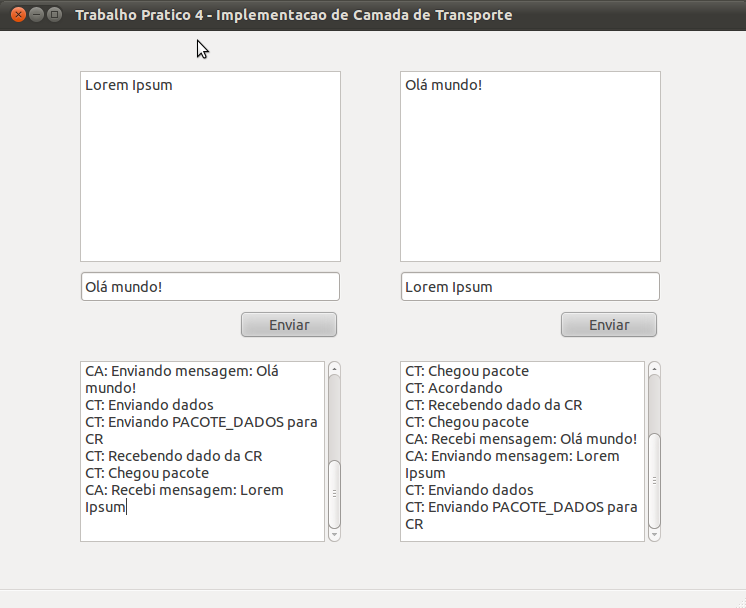 Trabalho Pratico 4 - Implementacao de Camada de Transporte
Lorem Ipsum
Olá mundo!
Olá mundo!
Lorem Ipsum
Enviar
Enviar
CA: Enviando mensagem: Olá
mundo!
CT: Enviando dados
CT: Enviando PACOTE_DADOS para
CR
CT: Recebendo dado da CR
CT: Chegou pacote
CA: Recebi mensagem: Lorem
Ipsum
CT: Chegou pacote
CT: Acordando
CT: Recebendo dado da CR
CT: Chegou pacote
CA: Recebi mensagem: Olá mundo!
CA: Enviando mensagem: Lorem
Ipsum
CT: Enviando dados
CT: Enviando PACOTE_DADOS para
CR